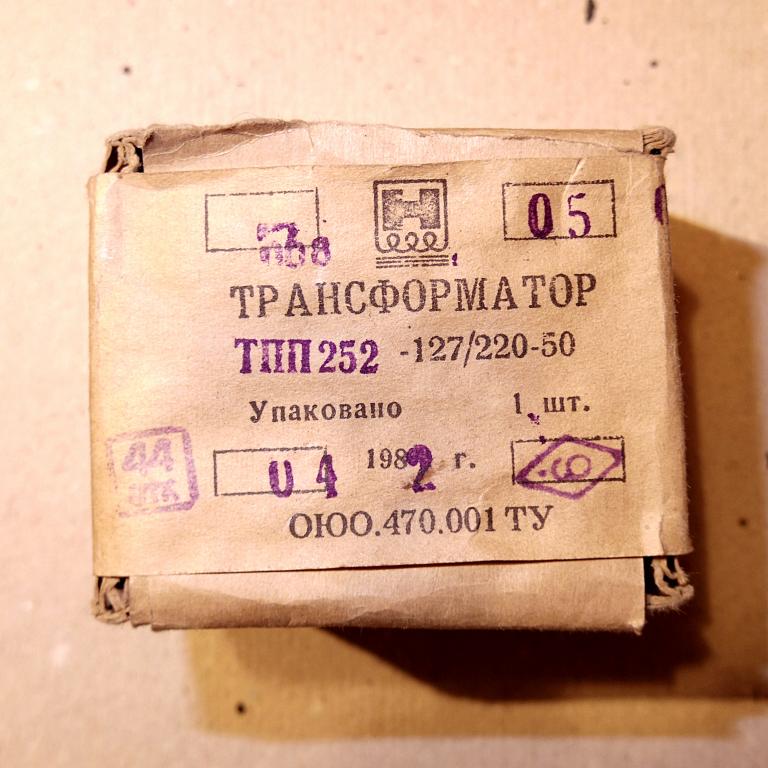 05
ТРАНСФОРМАТОР
ТПП252 -127/220-50
Упаковано 1 шт.
04 1982 г.
ОЮО.470.001 ТУ